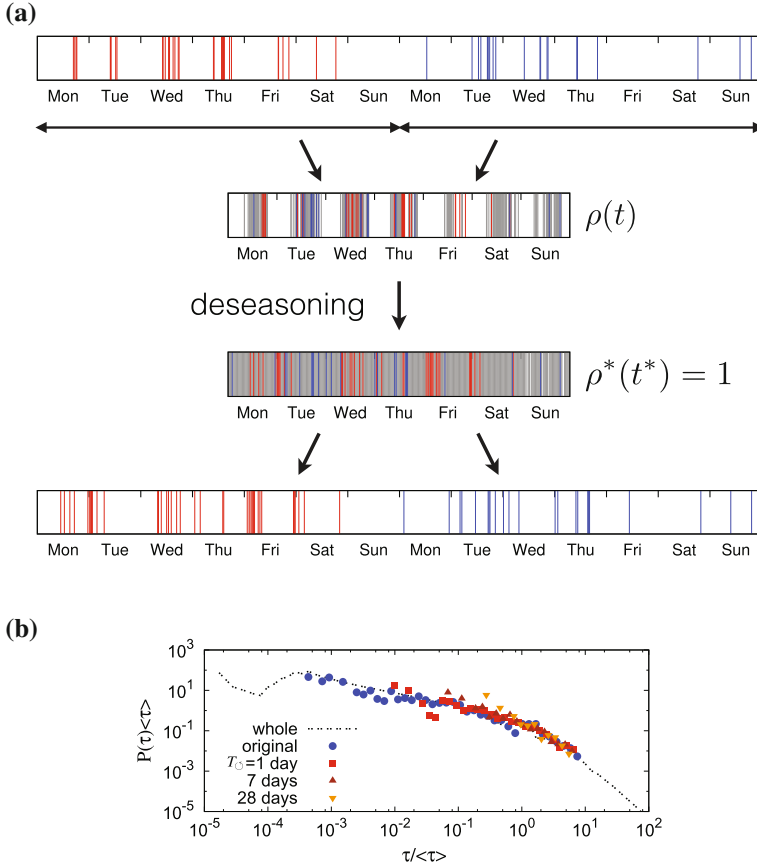 (a)
Mon Tue Wed Thu Fri Sat Sun Mon Tue Wed Thu Fri Sat Sun
ρ(t)
Mon Tue Wed Thu Fri Sat Sun
deseasoning
ρ*(t*) = 1
Mon Tue Wed Thu Fri Sat Sun
Mon Tue Wed Thu Fri Sat Sun Mon Tue Wed Thu Fri Sat Sun
(b)
P(τ)<τ>
10³
10¹
10⁻¹
10⁻³
10⁻⁵
whole
original
T↻=1 day
7 days
28 days
10⁻⁵ 10⁻⁴ 10⁻³ 10⁻² 10⁻¹ 10⁰ 10¹ 10²
τ/<τ>